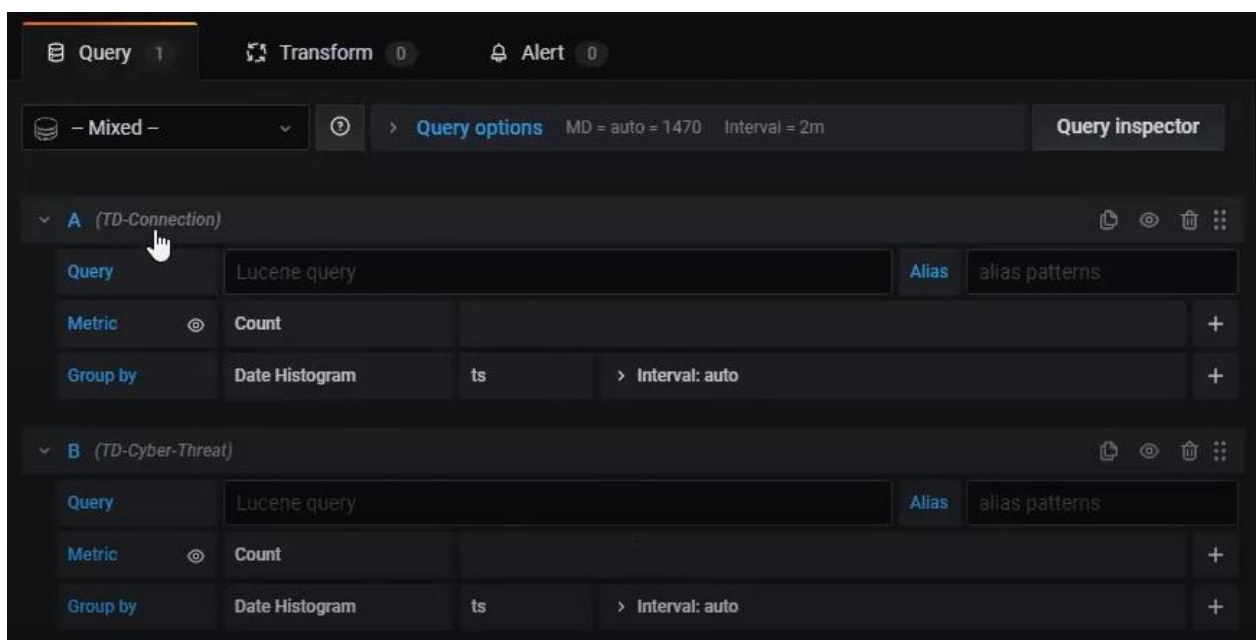 Query 1 Transform 0 Alert 0
– Mixed – Query options MD = auto = 1470 Interval = 2m Query inspector
A (TD-Connection)
Query Lucene query Alias alias patterns
Metric Count +
Group by Date Histogram ts > Interval: auto +
B (TD-Cyber-Threat)
Query Lucene query Alias alias patterns
Metric Count +
Group by Date Histogram ts > Interval: auto +